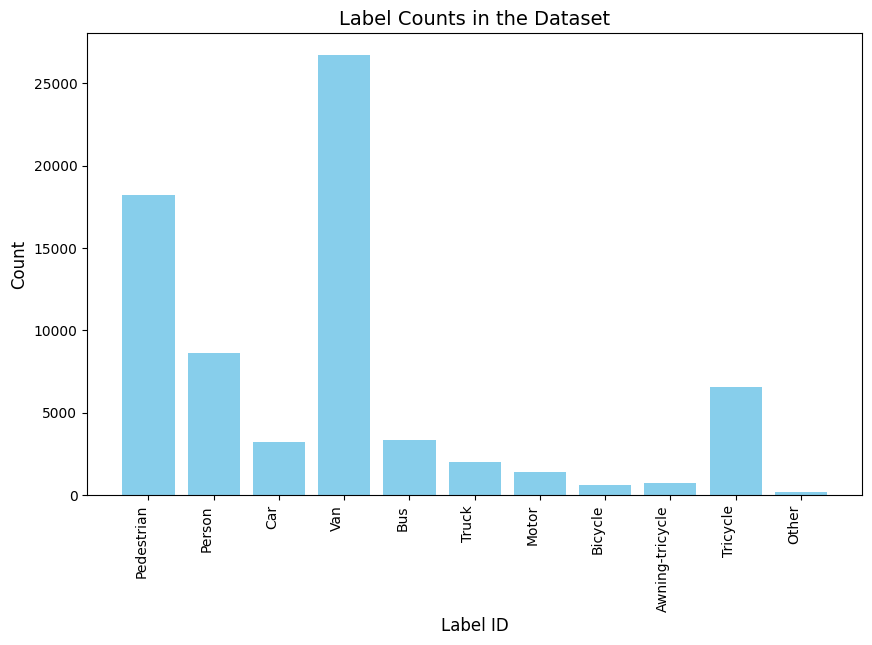 Label Counts in the Dataset
Count
25000
20000
15000
10000
5000
0
Pedestrian
Person
Car
Van
Bus
Truck
Motor
Bicycle
Awning-tricycle
Tricycle
Other
Label ID